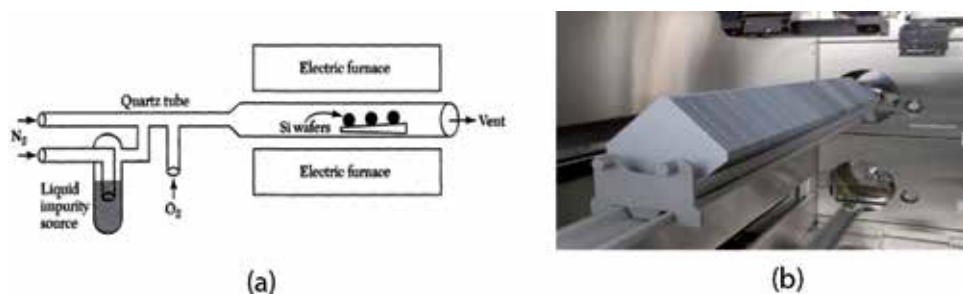 Electric furnace
Quartz tube
N2
Si wafers
Vent
Liquid
impurity
source
O2
Electric furnace
(a)
(b)